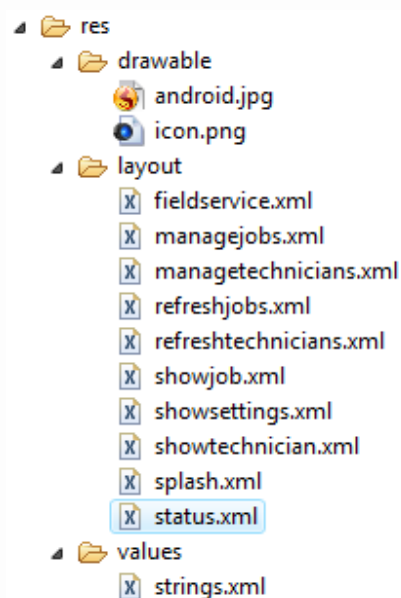 res
drawable
android.jpg
icon.png
layout
fieldservice.xml
managejobs.xml
managetechnicians.xml
refreshjobs.xml
refreshtechnicians.xml
showjob.xml
showsettings.xml
showtechnician.xml
splash.xml
status.xml
values
strings.xml